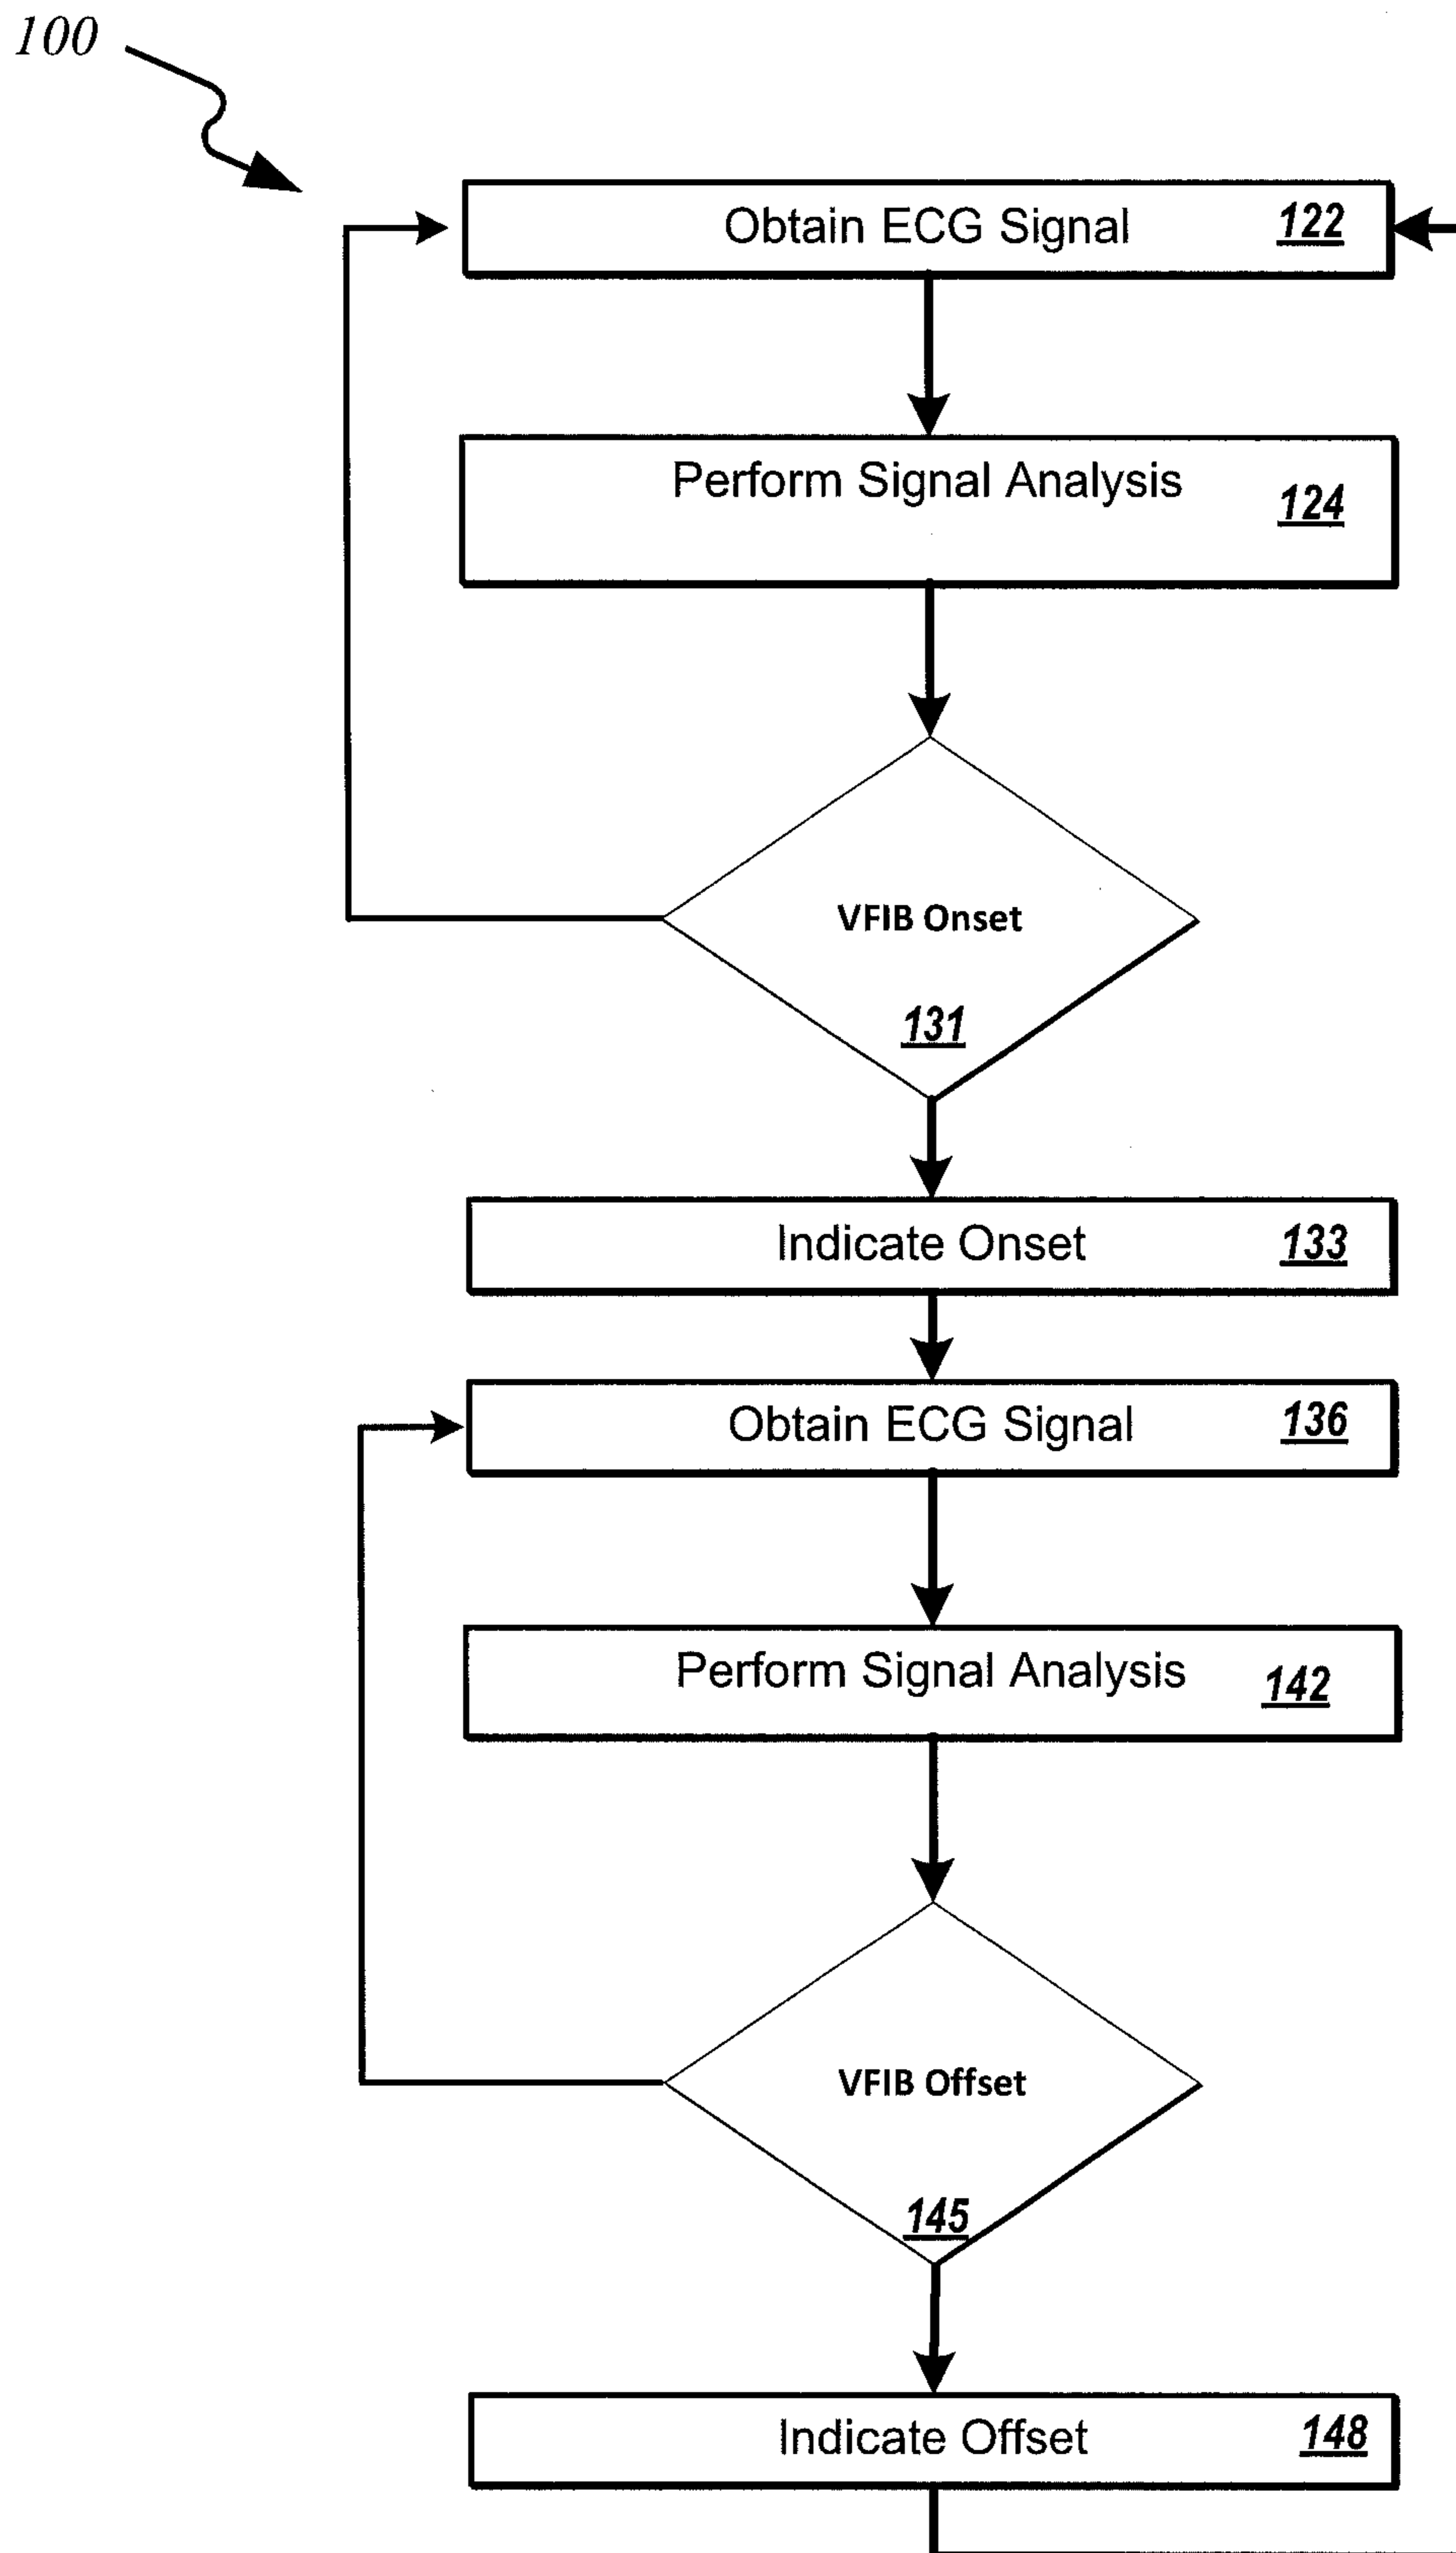 100
Obtain ECG Signal 122
Perform Signal Analysis 124
VFIB Onset
131
Indicate Onset 133
Obtain ECG Signal 136
Perform Signal Analysis 142
VFIB Offset
145
Indicate Offset 148